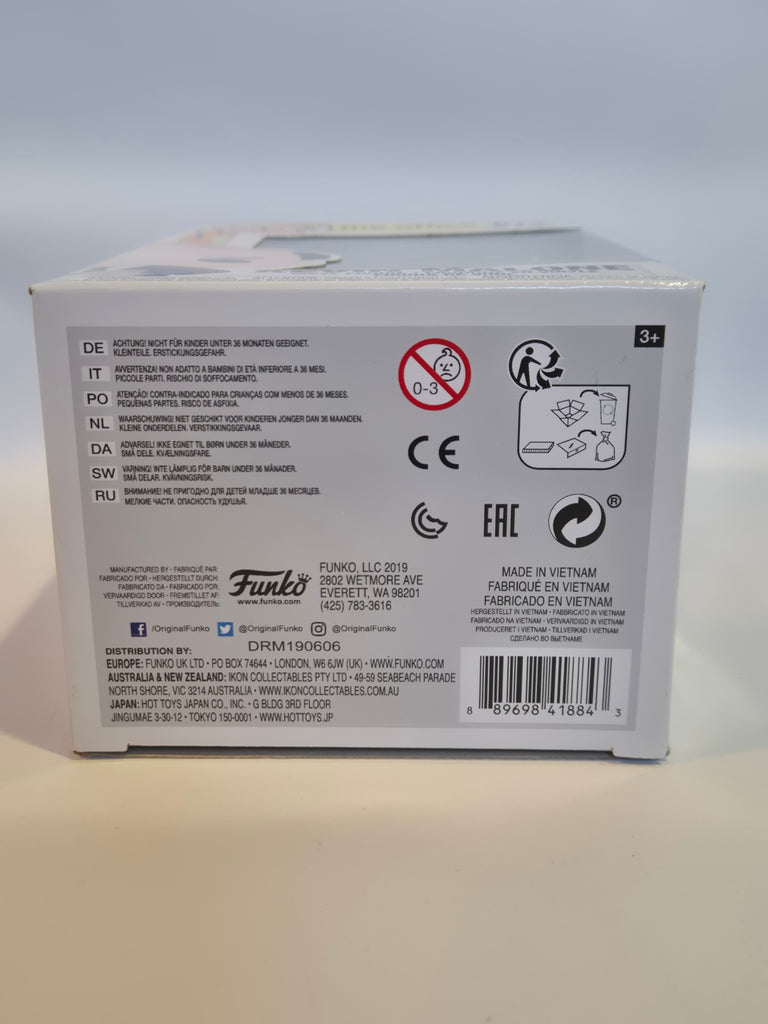 3+
DE ACHTUNG! NICHT FÜR KINDER UNTER 36 MONATEN GEEIGNET.
KLEINTEILE. ERSTICKUNGSGEFAHR.
IT AVVERTENZA! NON ADATTO A BAMBINI DI ETÀ INFERIORE A 36 MESI.
PICCOLE PARTI. RISCHIO DI SOFFOCAMENTO.
PO ATENÇÃO! CONTRA-INDICADO PARA CRIANÇAS COM MENOS DE 36 MESES.
PEQUENAS PARTES. RISCO DE ASFIXIA.
NL WAARSCHUWING! NIET GESCHIKT VOOR KINDEREN JONGER DAN 36 MAANDEN.
KLEINE ONDERDELEN. VERSTIKKINGSGEVAAR.
DA ADVARSEL! IKKE EGNET TIL BØRN UNDER 36 MÅNEDER.
SMÅ DELE. KVÆLNINGSFARE.
SW VARNING! INTE LÄMPLIG FÖR BARN UNDER 36 MÅNADER.
SMÅ DELAR. KVÄVNINGSRISK.
RU ВНИМАНИЕ! НЕ ПРИГОДНО ДЛЯ ДЕТЕЙ МЛАДШЕ 36 МЕСЯЦЕВ.
МЕЛКИЕ ЧАСТИ. ОПАСНОСТЬ УДУШЬЯ.
0-3
CE
EAC
®
MANUFACTURED BY • FABRIQUÉ PAR:
FABRICADO POR • HERGESTELLT DURCH:
FABBRICATO DA • FABRICADO POR:
VERVAARDIGD DOOR • FREMSTILLET AF:
TILLVERKAD AV • ПРОИЗВОДИТЕЛЬ:
Funko
www.funko.com
FUNKO, LLC 2019
2802 WETMORE AVE
EVERETT, WA 98201
(425) 783-3616
/OriginalFunko @OriginalFunko @OriginalFunko
DRM190606
DISTRIBUTION BY:
EUROPE: FUNKO UK LTD • PO BOX 74644 • LONDON, W6 6JW (UK) • WWW.FUNKO.COM
AUSTRALIA & NEW ZEALAND: IKON COLLECTABLES PTY LTD • 49-59 SEABEACH PARADE
NORTH SHORE, VIC 3214 AUSTRALIA • WWW.IKONCOLLECTABLES.COM.AU
JAPAN: HOT TOYS JAPAN CO., INC. • G BLDG 3RD FLOOR
JINGUMAE 3-30-12 • TOKYO 150-0001 • WWW.HOTTOYS.JP
MADE IN VIETNAM
FABRIQUÉ EN VIETNAM
FABRICADO EN VIETNAM
HERGESTELLT IN VIETNAM • FABBRICATO IN VIETNAM
FABRICADO NA VIETNAM • VERVAARDIGD IN VIETNAM
PRODUCERET I VIETNAM • TILLVERKAD I VIETNAM
СДЕЛАНО ВО ВЬЕТНАМЕ
8 89698 41884 3